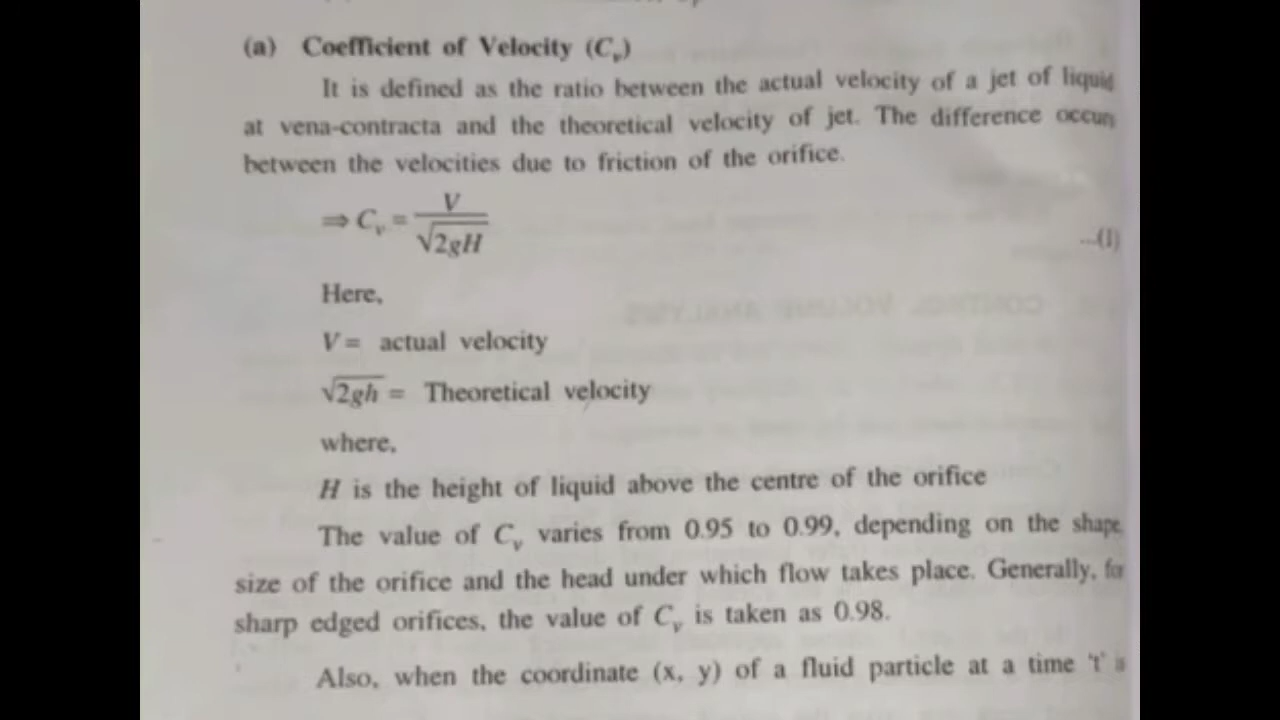 (a) Coefficient of Velocity (Cv)
It is defined as the ratio between the actual velocity of a jet of liquid
at vena-contracta and the theoretical velocity of jet. The difference occurs
between the velocities due to friction of the orifice.
⇒ Cv = V / √2gH ...(1)
Here,
V = actual velocity
√2gh = Theoretical velocity
where,
H is the height of liquid above the centre of the orifice
The value of Cv varies from 0.95 to 0.99, depending on the shape,
size of the orifice and the head under which flow takes place. Generally, for
sharp edged orifices, the value of Cv is taken as 0.98.
Also, when the coordinate (x, y) of a fluid particle at a time 't'